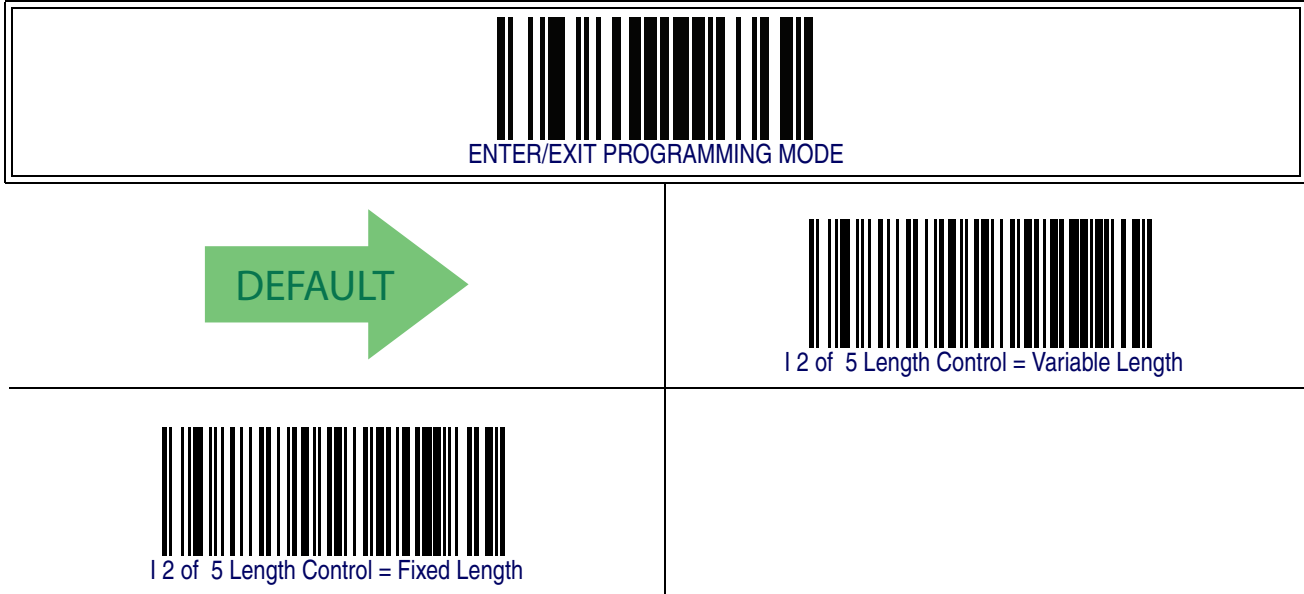 ENTER/EXIT PROGRAMMING MODE
DEFAULT
I 2 of  5 Length Control = Variable Length
I 2 of  5 Length Control = Fixed Length